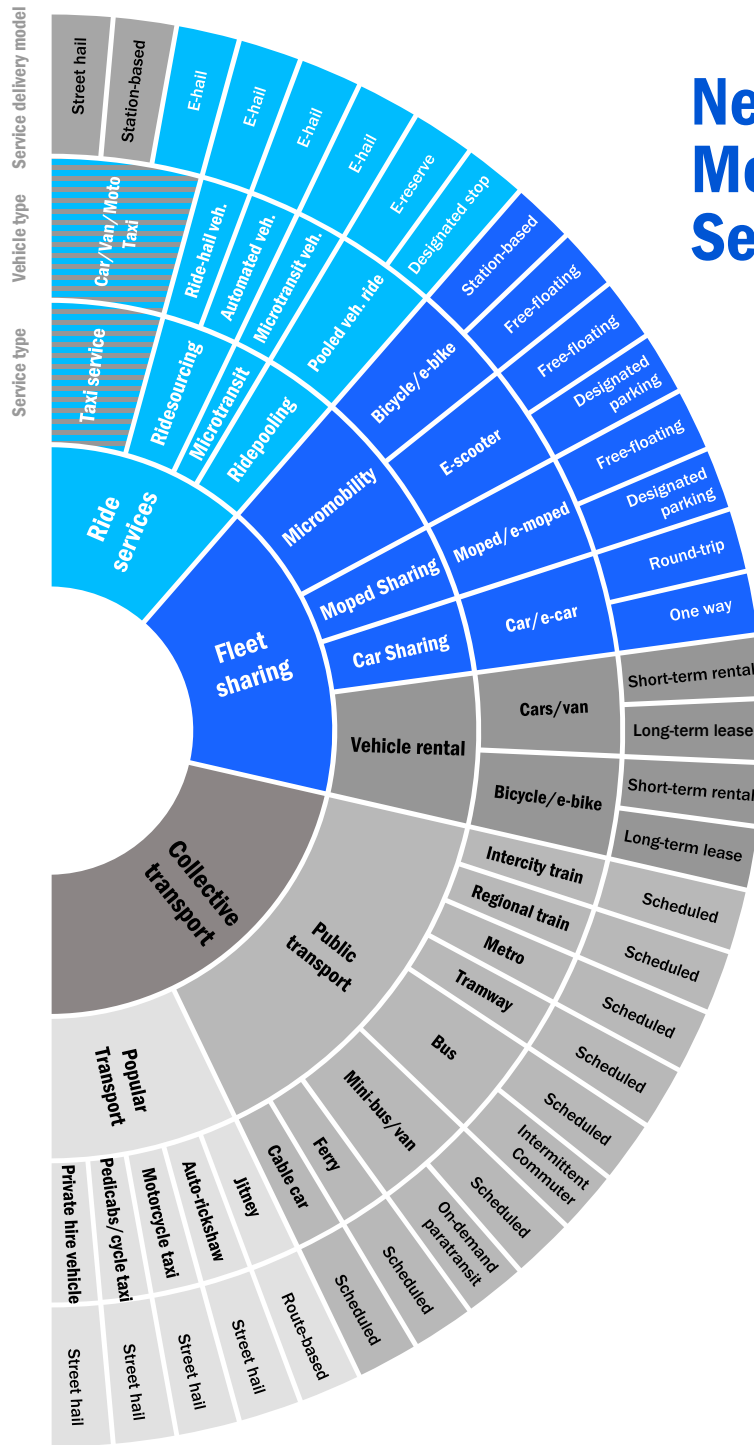 Service delivery model
Vehicle type
Service type
Ne
Mo
Se
Street hail
Station-based
E-hail
E-hail
E-hail
E-hail
E-reserve
Designated stop
Station-based
Free-floating
Free-floating
Designated
parking
Free-floating
Designated
parking
Round-trip
One way
Short-term rental
Long-term lease
Short-term rental
Long-term lease
Scheduled
Scheduled
Scheduled
Scheduled
Scheduled
Intermittent
Commuter
Scheduled
On-demand
paratransit
Scheduled
Scheduled
Route-based
Street hail
Street hail
Street hail
Street hail
Car/Van/Moto
Taxi
Ride-hail veh.
Automated veh.
Microtransit veh.
Pooled veh. ride
Bicycle/e-bike
E-scooter
Moped/e-moped
Car/e-car
Cars/van
Bicycle/e-bike
Intercity train
Regional train
Metro
Tramway
Bus
Mini-bus/van
Ferry
Cable car
Jitney
Auto-rickshaw
Motorcycle taxi
Pedicabs/cycle taxi
Private hire vehicle
Taxi service
Ridesourcing
Microtransit
Ridepooling
Micromobility
Moped Sharing
Car Sharing
Vehicle rental
Public
transport
Popular
Transport
Ride
services
Fleet
sharing
Collective
transport